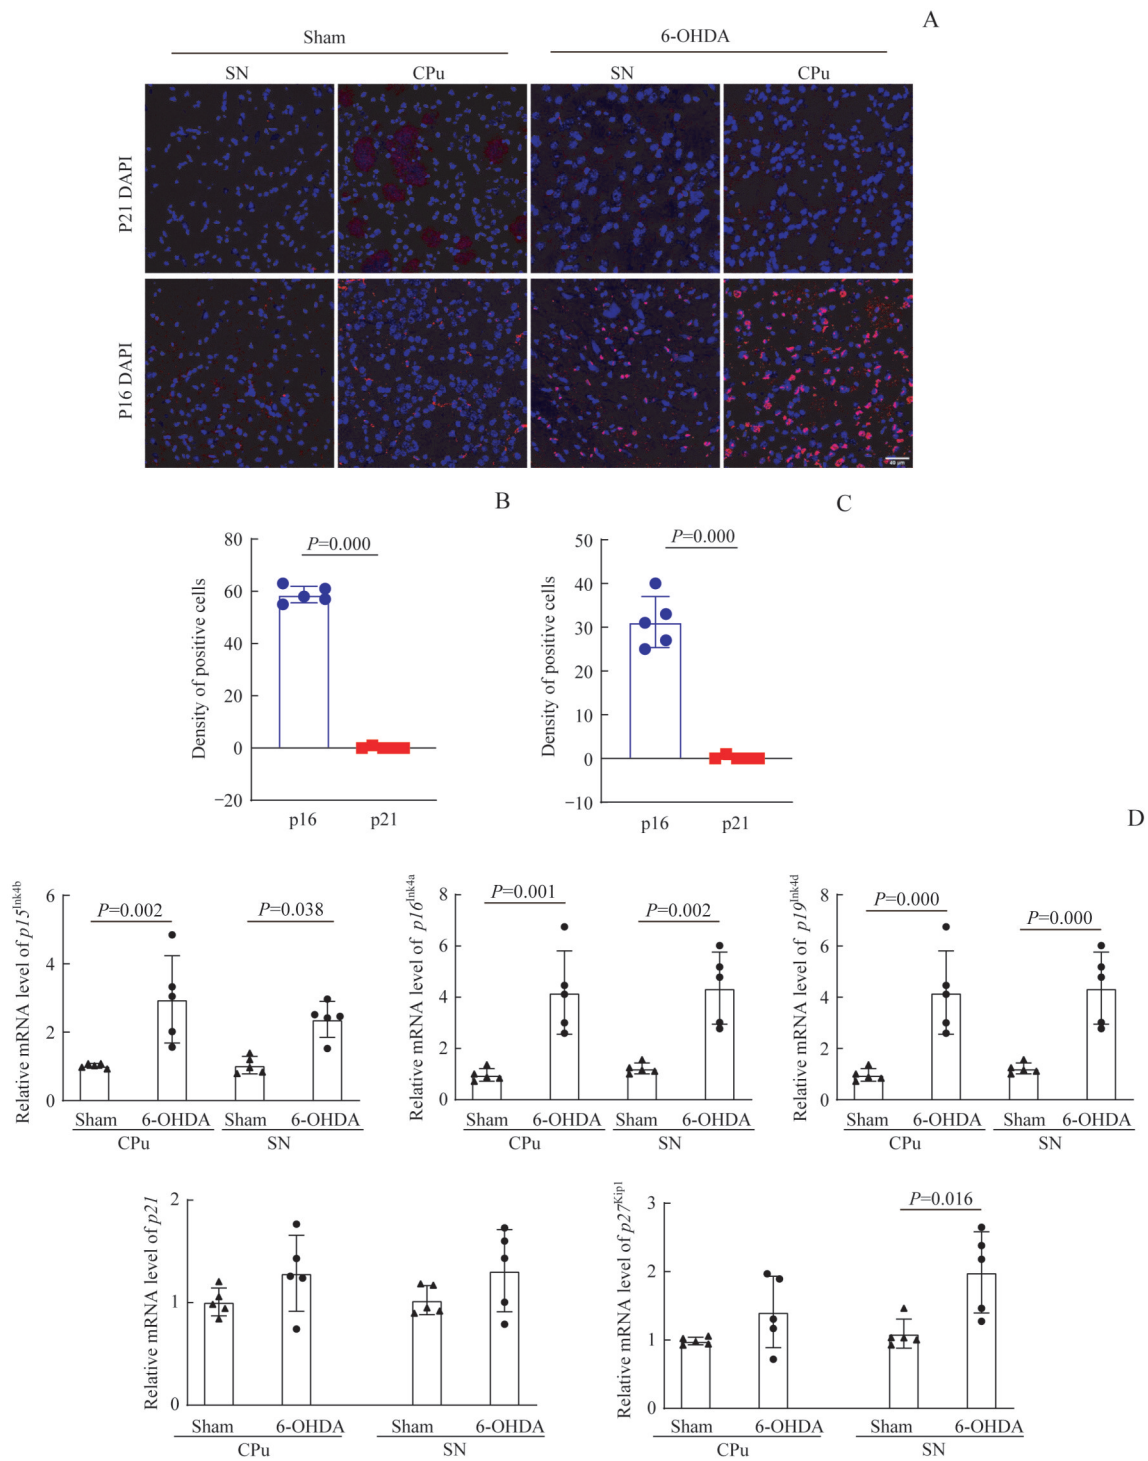 A
Sham 6-OHDA
SN CPu SN CPu
P21 DAPI
P16 DAPI
B
C
Density of positive cells
80
60
40
20
0
−20
P=0.000
p16 p21
Density of positive cells
50
40
30
20
10
0
−10
P=0.000
p16 p21
D
Relative mRNA level of p15Ink4b
6
4
2
0
P=0.002 P=0.038
Sham 6-OHDA Sham 6-OHDA
CPu SN
Relative mRNA level of p16Ink4a
8
6
4
2
0
P=0.001 P=0.002
Sham 6-OHDA Sham 6-OHDA
CPu SN
Relative mRNA level of p19Ink4d
8
6
4
2
0
P=0.000 P=0.000
Sham 6-OHDA Sham 6-OHDA
CPu SN
Relative mRNA level of p21
2
1
0
Sham 6-OHDA Sham 6-OHDA
CPu SN
Relative mRNA level of p27Kip1
3
2
1
0
P=0.016
Sham 6-OHDA Sham 6-OHDA
CPu SN